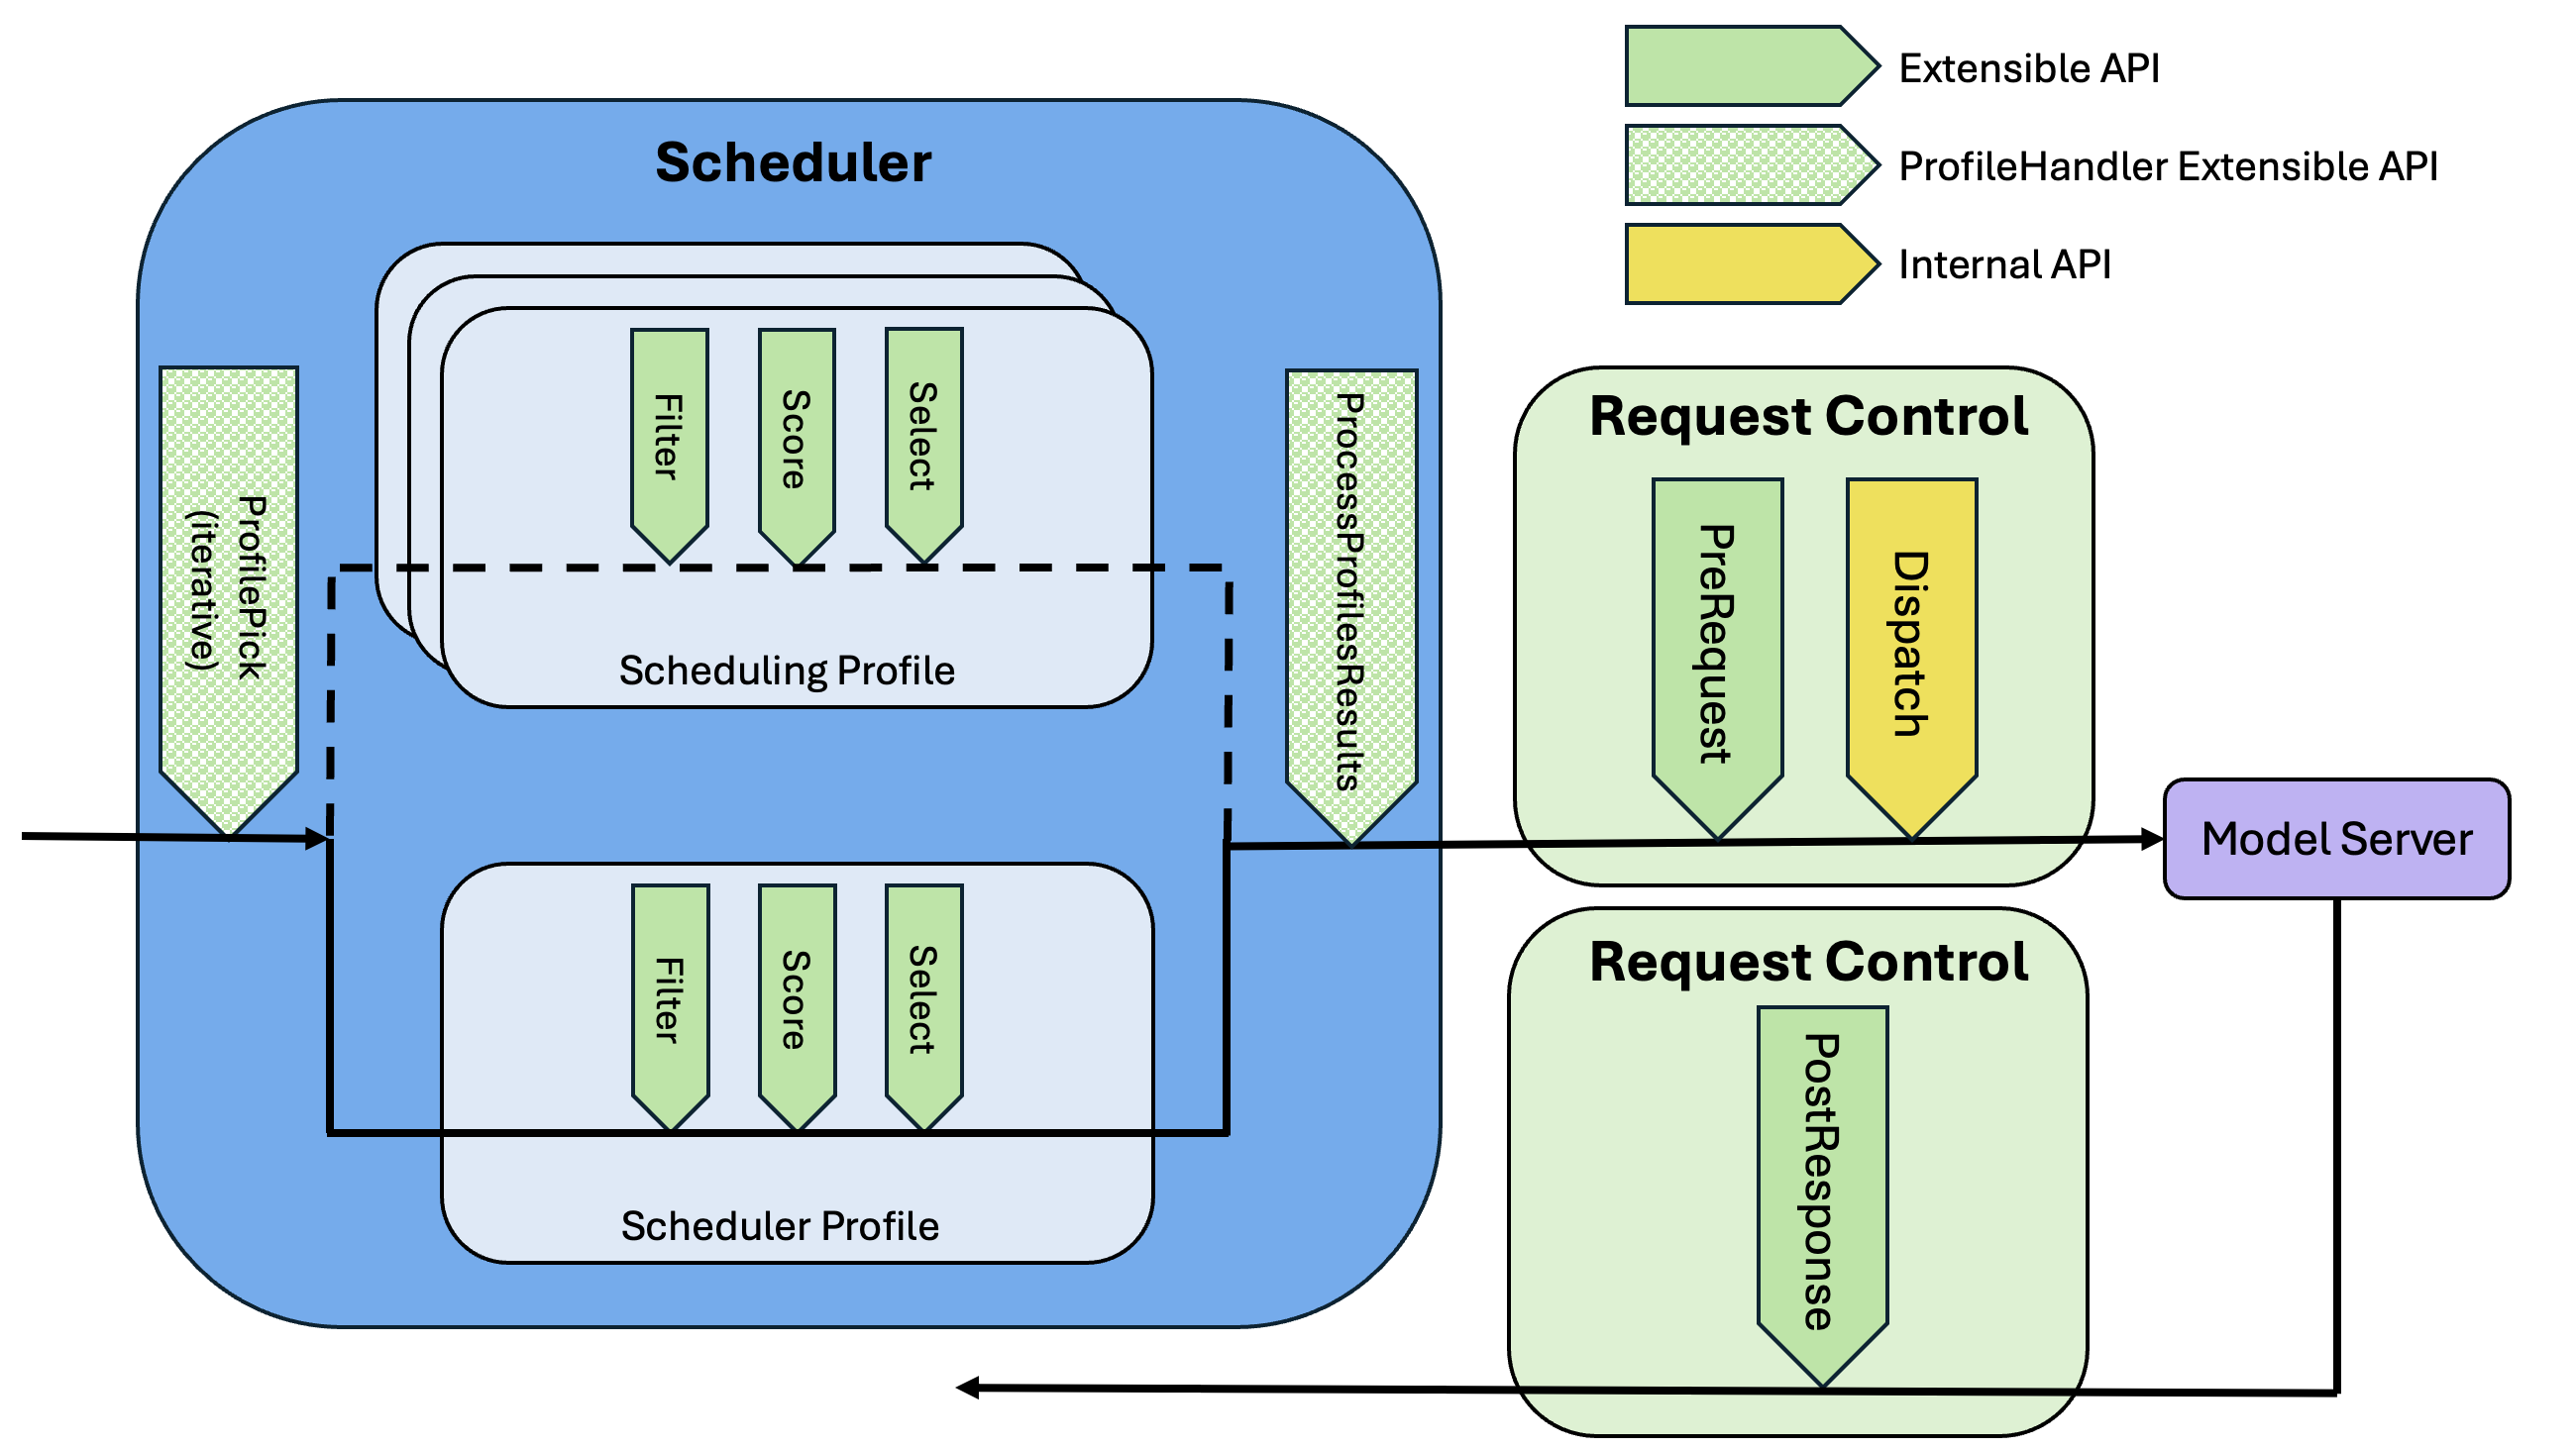 Extensible API
ProfileHandler Extensible API
Internal API
Scheduler
ProfilePick
(iterative)
Filter
Score
Select
Scheduling Profile
Filter
Score
Select
Scheduler Profile
ProcessProfilesResults
Request Control
PreRequest
Dispatch
Model Server
Request Control
PostResponse